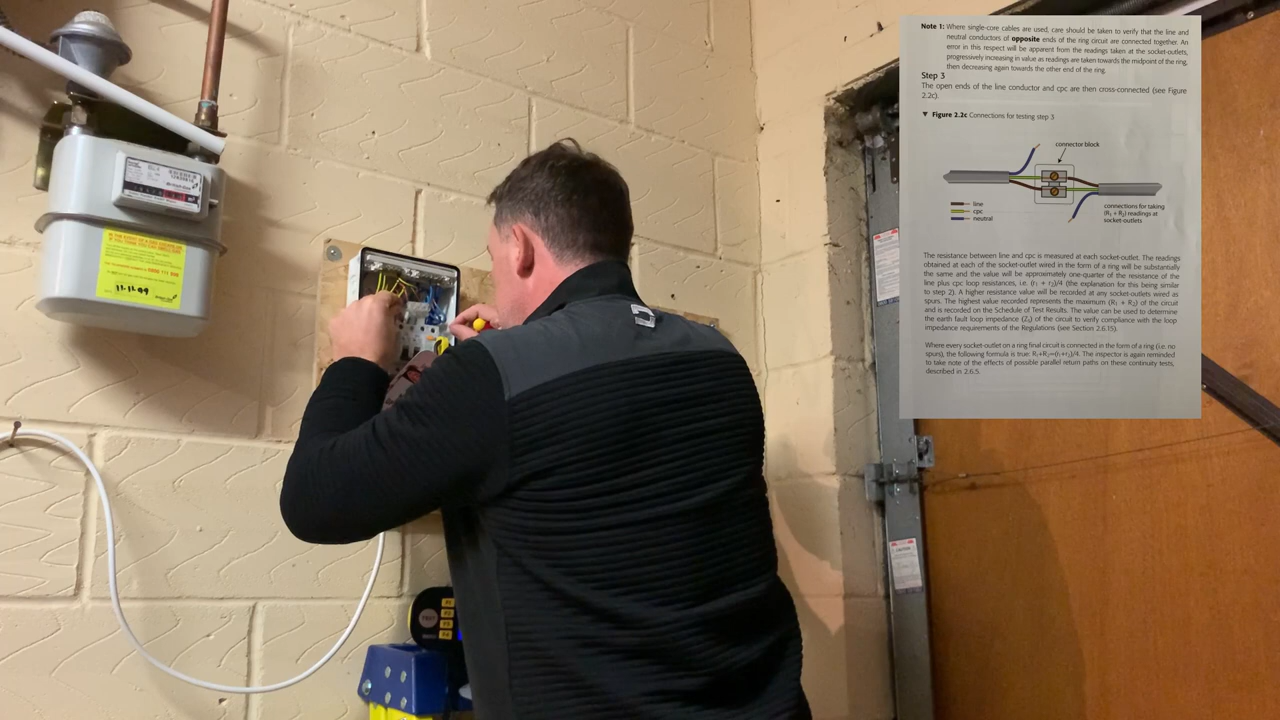 Note 1: Where single-core cables are used, care should be taken to verify that the line and
neutral conductors of opposite ends of the ring circuit are connected together. An
error in this respect will be apparent from the readings taken at the socket-outlets,
progressively increasing in value as readings are taken towards the midpoint of the ring,
then decreasing again towards the other end of the ring.
Step 3
The open ends of the line conductor and cpc are then cross-connected (see Figure
2.2c).
▼ Figure 2.2c Connections for testing step 3
connector block
line
cpc
neutral
connections for taking
(R₁ + R₂) readings at
socket-outlets
The resistance between line and cpc is measured at each socket-outlet. The readings
obtained at each of the socket-outlet wired in the form of a ring will be substantially
the same and the value will be approximately one-quarter of the resistance of the
line plus cpc loop resistances, i.e. (r₁ + r₂)/4 (the explanation for this being similar
to step 2). A higher resistance value will be recorded at any socket-outlets wired as
spurs. The highest value recorded represents the maximum (R₁ + R₂) of the circuit
and is recorded on the Schedule of Test Results. The value can be used to determine
the earth fault loop impedance (Zₛ) of the circuit to verify compliance with the loop
impedance requirements of the Regulations (see Section 2.6.15).
Where every socket-outlet on a ring final circuit is connected in the form of a ring (i.e. no
spurs), the following formula is true: R₁+R₂=(r₁+r₂)/4. The inspector is again reminded
to take note of the effects of possible parallel return paths on these continuity tests,
described in 2.6.5.